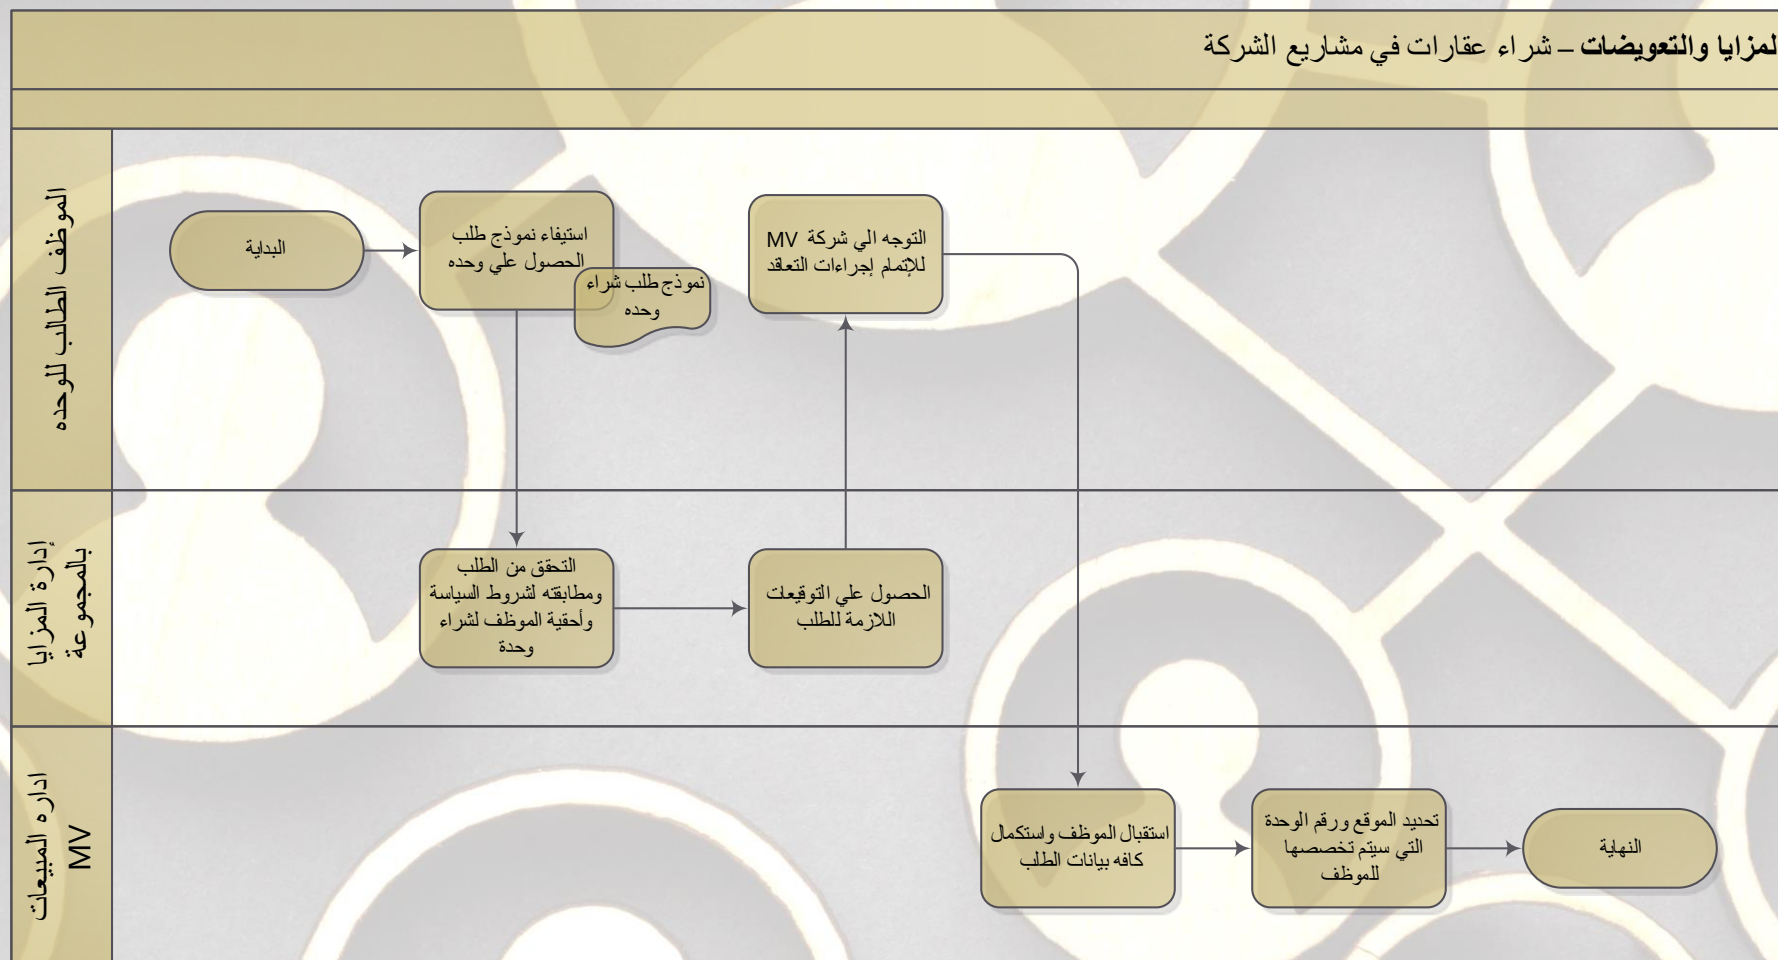 لمزايا والتعويضات – شراء عقارات في مشاريع الشركة
الموظف الطالب للوحده
البداية
استيفاء نموذج طلب
الحصول علي وحده
نموذج طلب شراء
وحده
التوجه الي شركة MV
للإتمام إجراءات التعاقد
إدارة المزايا
بالمجموعة
التحقق من الطلب
ومطابقته لشروط السياسة
وأحقية الموظف لشراء
وحدة
الحصول علي التوقيعات
اللازمة للطلب
اداره المبيعات
MV
استقبال الموظف واستكمال
كافه بيانات الطلب
تحديد الموقع ورقم الوحدة
التي سيتم تخصصها
للموظف
النهاية